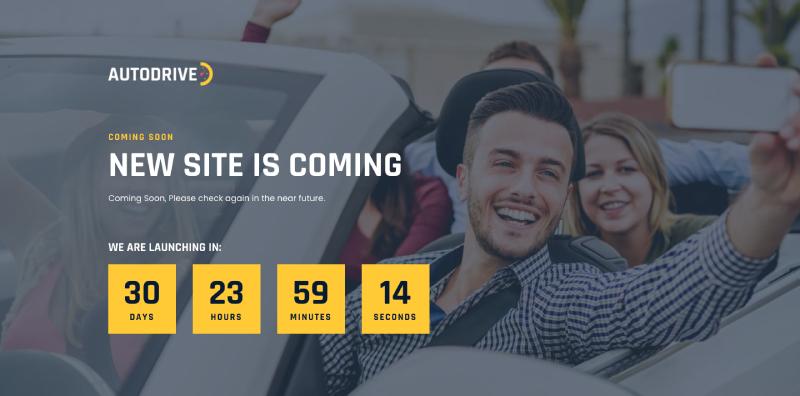 AUTODRIVE
COMING SOON
NEW SITE IS COMING
Coming Soon, Please check again in the near future.
WE ARE LAUNCHING IN:
30 23 59 14
DAYS HOURS MINUTES SECONDS